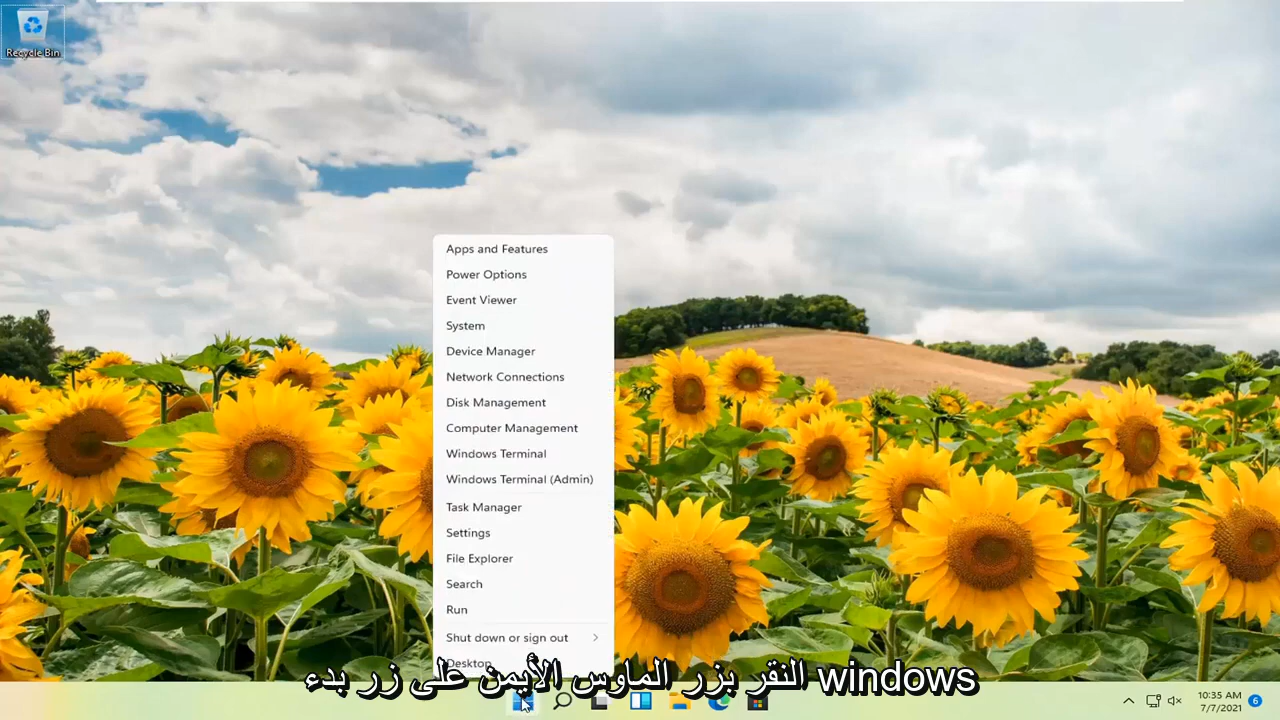 Recycle Bin
Apps and Features
Power Options
Event Viewer
System
Device Manager
Network Connections
Disk Management
Computer Management
Windows Terminal
Windows Terminal (Admin)
Task Manager
Settings
File Explorer
Search
Run
Shut down or sign out
Desktop
النقر بزر الماوس الأيمن على زر بدء windows
10:35 AM
7/7/2021
6